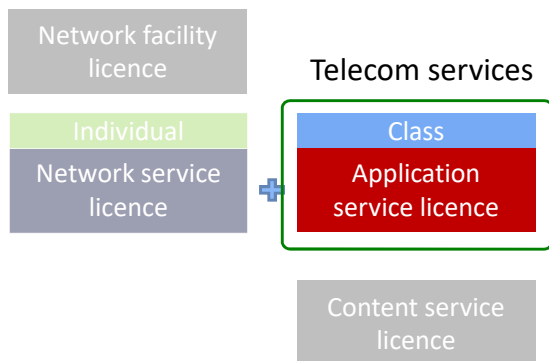 Network facility
licence
Telecom services
Individual
Network service
licence
Class
Application
service licence
Content service
licence